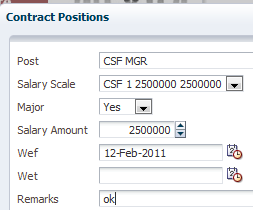 Contract Positions
Post CSF MGR
Salary Scale CSF 1 2500000 2500000
Major Yes
Salary Amount 2500000
Wef 12-Feb-2011
Wet
Remarks ok